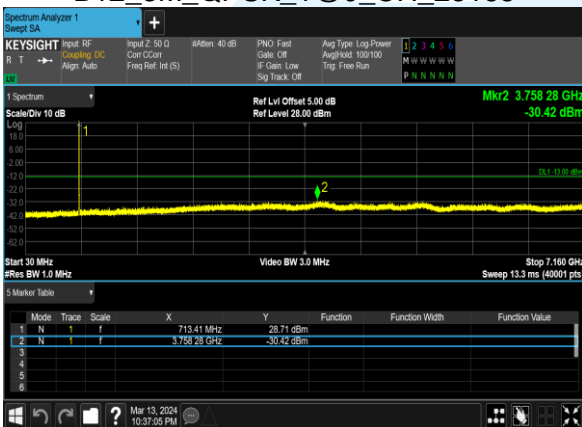 Spectrum Analyzer 1
Swept SA
KEYSIGHT
R T
LW
Input: RF
Coupling: DC
Align: Auto
Input Z: 50 Ω
Corr CCorr
Freq Ref: Int (S)
#Atten: 40 dB
PNO: Fast
Gate: Off
IF Gain: Low
Sig Track: Off
Avg Type: Log-Power
Avg|Hold: 100/100
Trig: Free Run
1 2 3 4 5 6
M W W W W W
P N N N N N
1 Spectrum
Scale/Div 10 dB
Ref Lvl Offset 5.00 dB
Ref Level 28.00 dBm
Mkr2 3.758 28 GHz
-30.42 dBm
Log
18.0
8.00
-2.00
-12.0
-22.0
-32.0
-42.0
-52.0
-62.0
1
DL1 -13.00 dBm
2
Start 30 MHz
#Res BW 1.0 MHz
Video BW 3.0 MHz
Stop 7.160 GHz
Sweep 13.3 ms (40001 pts
5 Marker Table
Mode Trace Scale X Y Function Function Width Function Value
1 N 1 f 713.41 MHz 28.71 dBm
2 N 1 f 3.758 28 GHz -30.42 dBm
3
4
5
6
Mar 13, 2024
10:37:05 PM